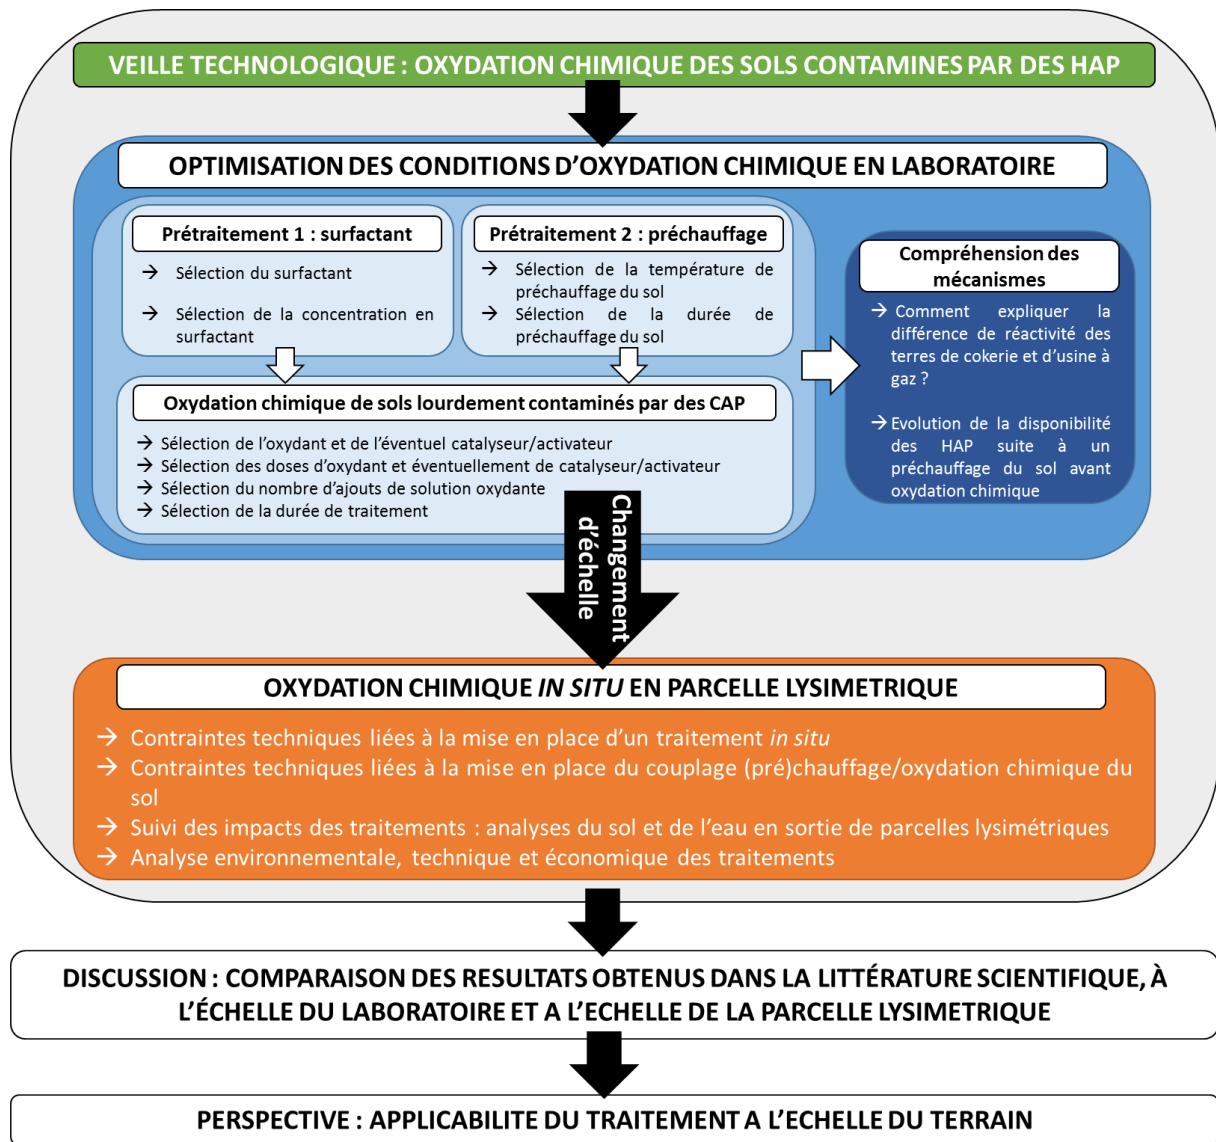 VEILLE TECHNOLOGIQUE : OXYDATION CHIMIQUE DES SOLS CONTAMINES PAR DES HAP
OPTIMISATION DES CONDITIONS D'OXYDATION CHIMIQUE EN LABORATOIRE
Prétraitement 1 : surfactant
→ Sélection du surfactant
→ Sélection de la concentration en
surfactant
Prétraitement 2 : préchauffage
→ Sélection de la température de
préchauffage du sol
→ Sélection de la durée de
préchauffage du sol
Oxydation chimique de sols lourdement contaminés par des CAP
→ Sélection de l'oxydant et de l'éventuel catalyseur/activateur
→ Sélection des doses d'oxydant et éventuellement de catalyseur/activateur
→ Sélection du nombre d'ajouts de solution oxydante
→ Sélection de la durée de traitement
Compréhension des
mécanismes
→ Comment expliquer la
différence de réactivité des
terres de cokerie et d'usine à
gaz ?
→ Evolution de la disponibilité
des HAP suite à un
préchauffage du sol avant
oxydation chimique
Changement
d'échelle
OXYDATION CHIMIQUE IN SITU EN PARCELLE LYSIMETRIQUE
→ Contraintes techniques liées à la mise en place d'un traitement in situ
→ Contraintes techniques liées à la mise en place du couplage (pré)chauffage/oxydation chimique du
sol
→ Suivi des impacts des traitements : analyses du sol et de l'eau en sortie de parcelles lysimétriques
→ Analyse environnementale, technique et économique des traitements
DISCUSSION : COMPARAISON DES RESULTATS OBTENUS DANS LA LITTÉRATURE SCIENTIFIQUE, À
L'ÉCHELLE DU LABORATOIRE ET A L'ECHELLE DE LA PARCELLE LYSIMETRIQUE
PERSPECTIVE : APPLICABILITE DU TRAITEMENT A L'ECHELLE DU TERRAIN